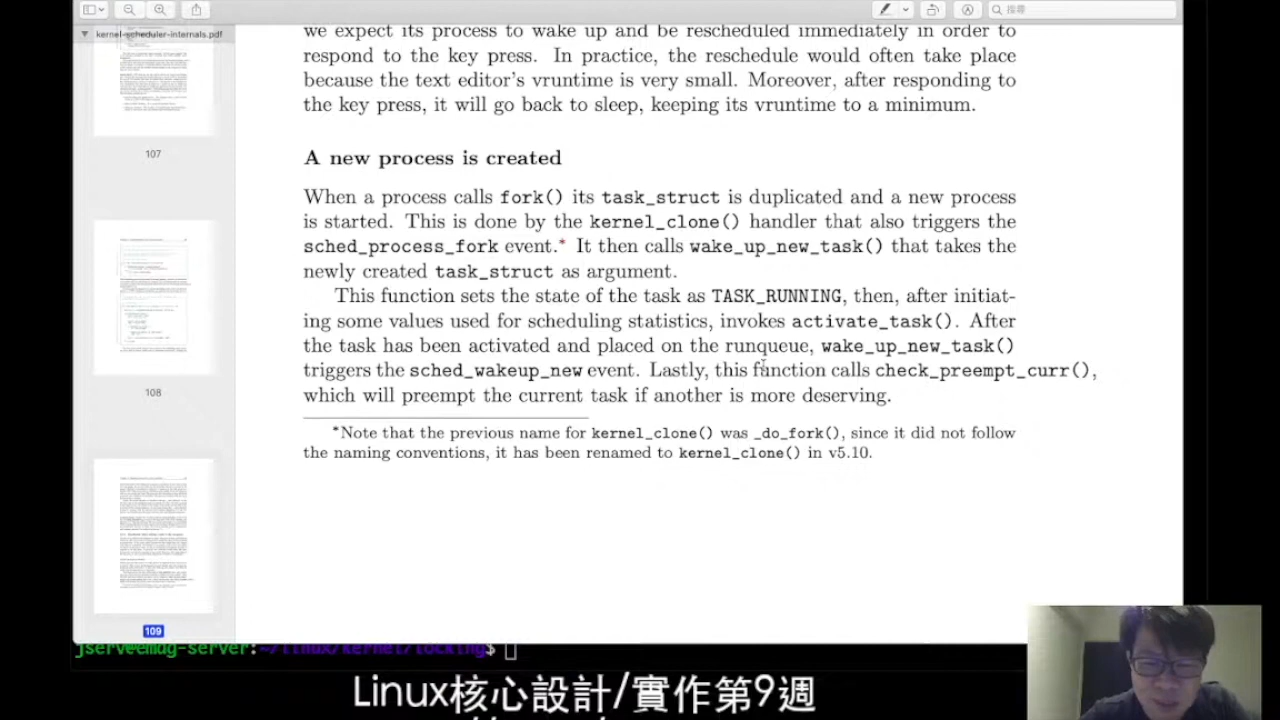 搜尋
kernel-scheduler-internals.pdf
we expect its process to wake up and be rescheduled immediately in order to
respond to the key press. In practice, the reschedule would often take place
because the text editor's vruntime is very small. Moreover, after responding to
the key press, it will go back to sleep, keeping its vruntime to a minimum.
107
A new process is created
When a process calls fork() its task_struct is duplicated and a new process
is started. This is done by the kernel_clone() handler that also triggers the
sched_process_fork event.* It then calls wake_up_new_task() that takes the
newly created task_struct as argument.
This function sets the state of the task as TASK_RUNNING, then, after initiat-
ing some values used for scheduling statistics, invokes activate_task(). After
the task has been activated and placed on the runqueue, wake_up_new_task()
triggers the sched_wakeup_new event. Lastly, this function calls check_preempt_curr(),
which will preempt the current task if another is more deserving.
108
*Note that the previous name for kernel_clone() was _do_fork(), since it did not follow
the naming conventions, it has been renamed to kernel_clone() in v5.10.
109
jserv@emag-server:~/linux/kernel/locking$
Linux核心設計/實作第9週